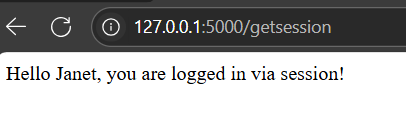 127.0.0.1:5000/getsession
Hello Janet, you are logged in via session!